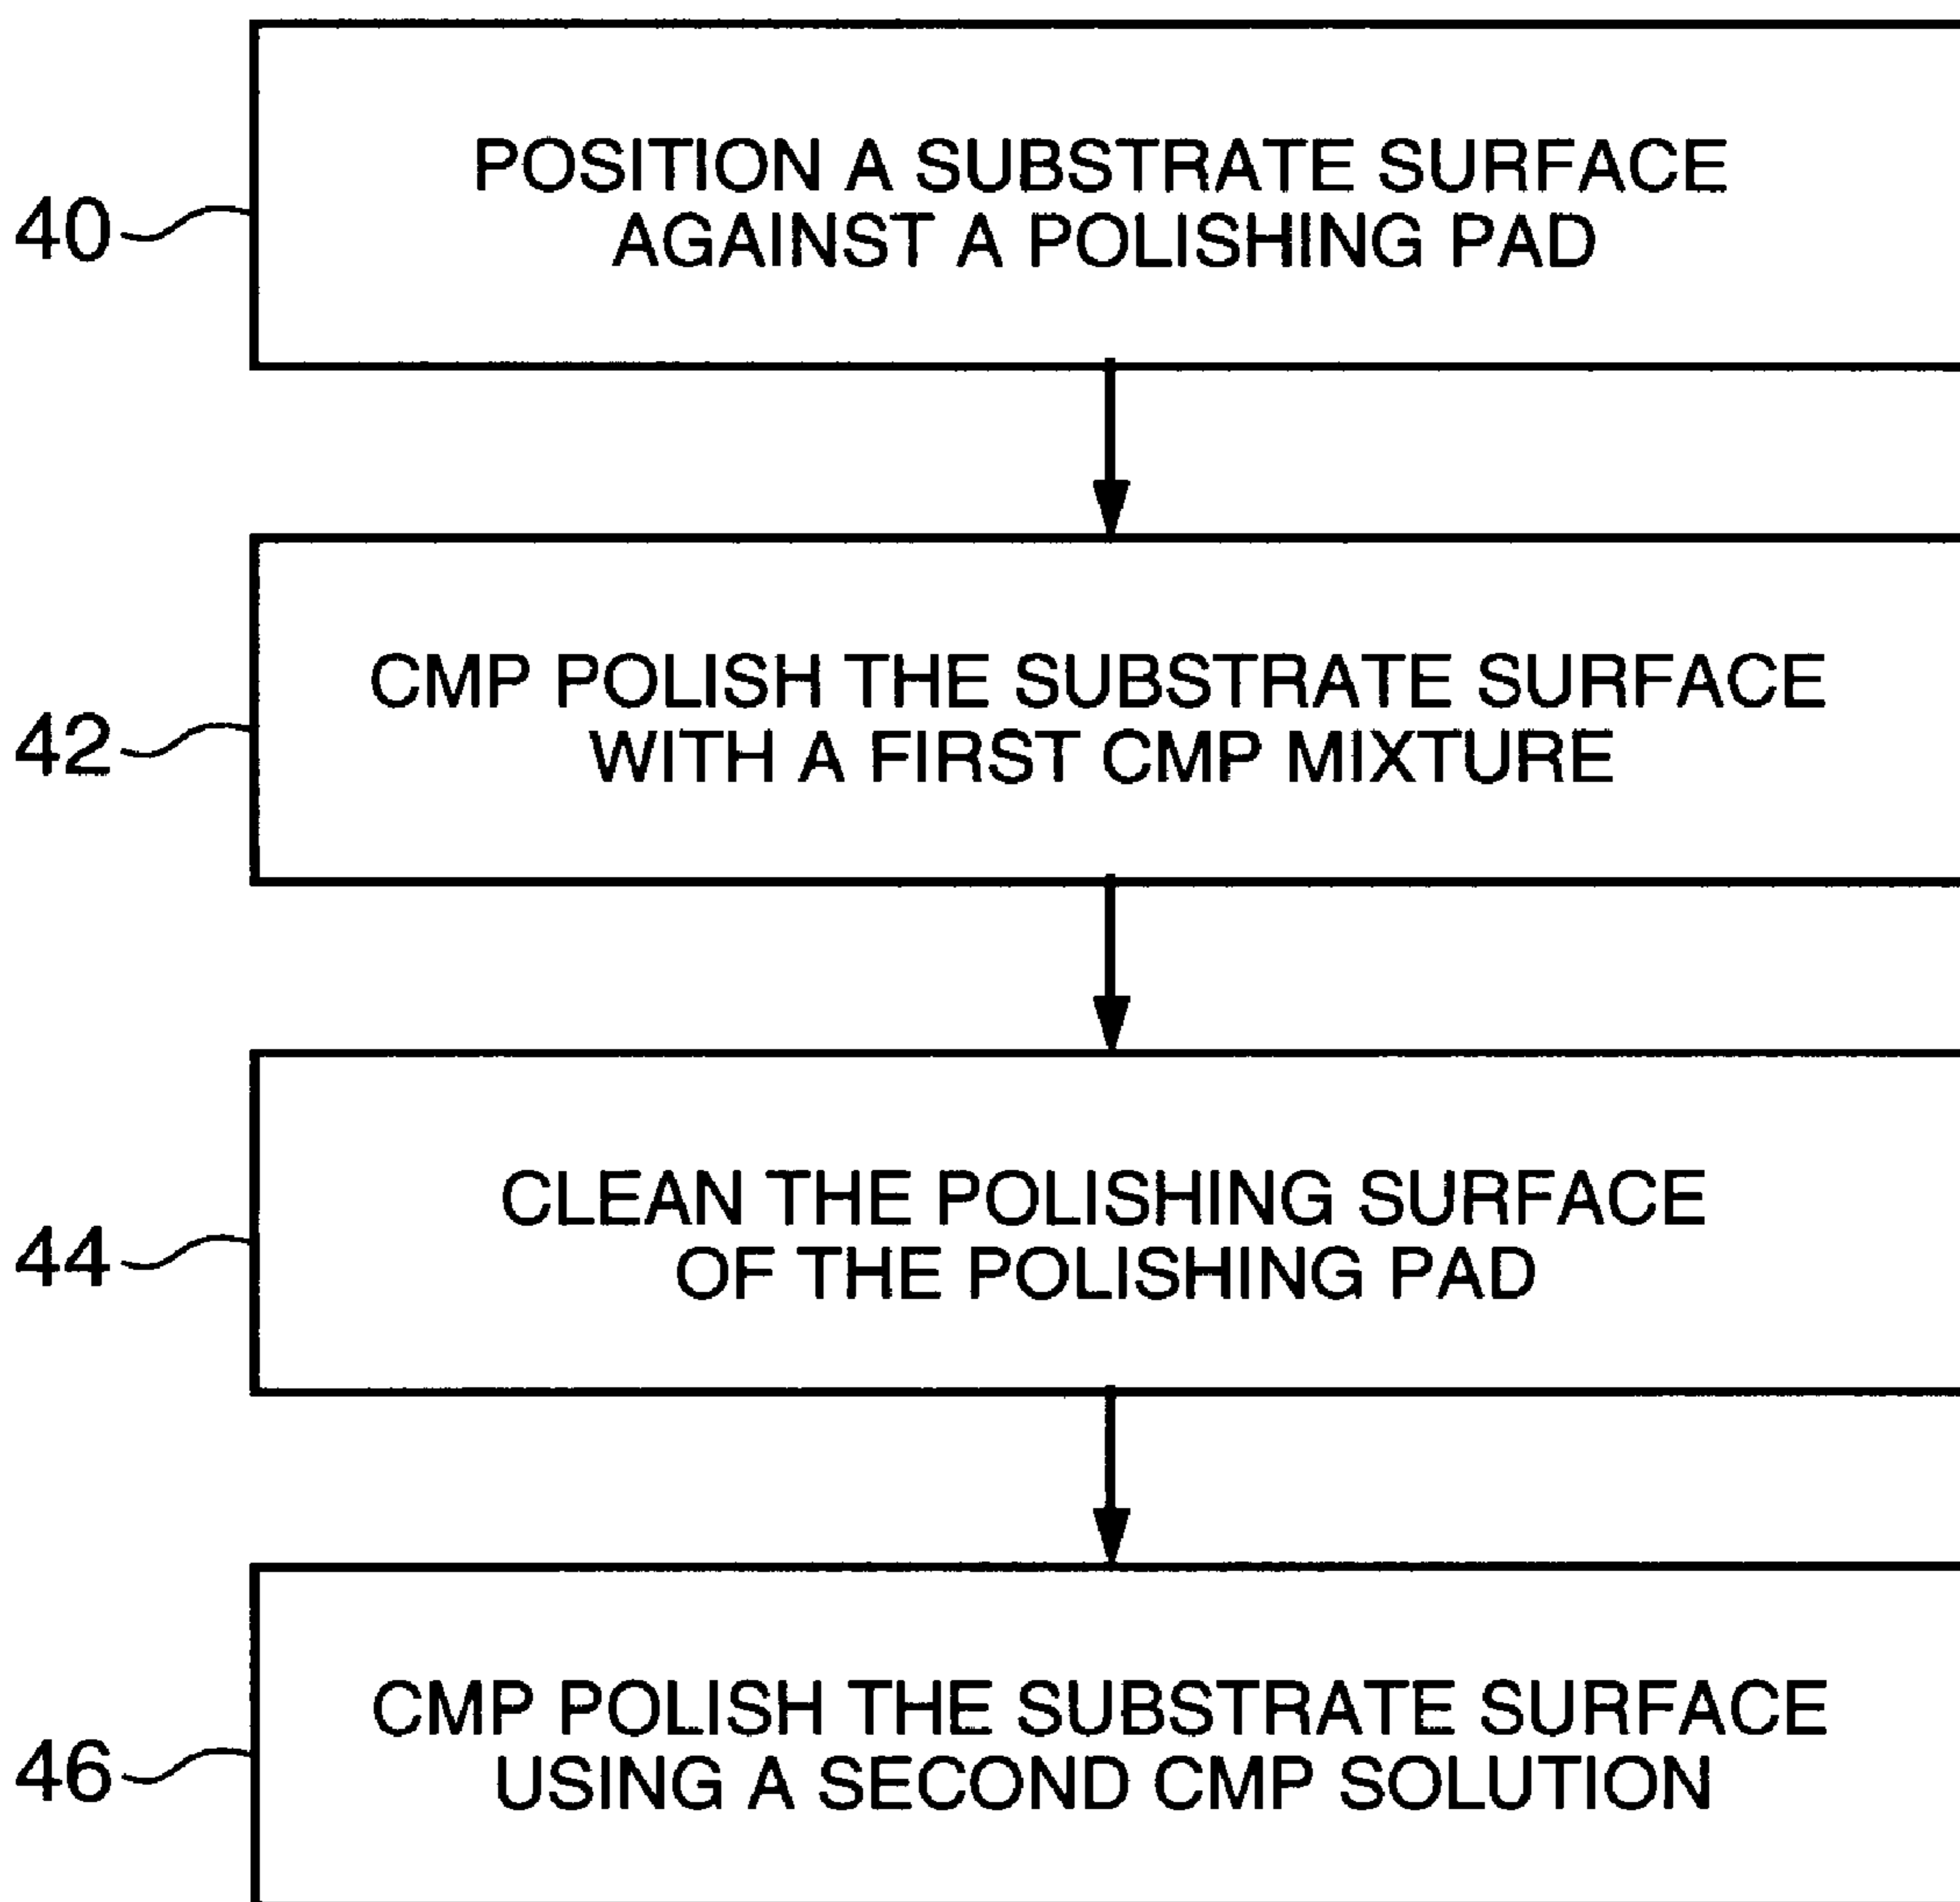 POSITION A SUBSTRATE SURFACE
AGAINST A POLISHING PAD
40
CMP POLISH THE SUBSTRATE SURFACE
WITH A FIRST CMP MIXTURE
42
CLEAN THE POLISHING SURFACE
OF THE POLISHING PAD
44
CMP POLISH THE SUBSTRATE SURFACE
USING A SECOND CMP SOLUTION
46